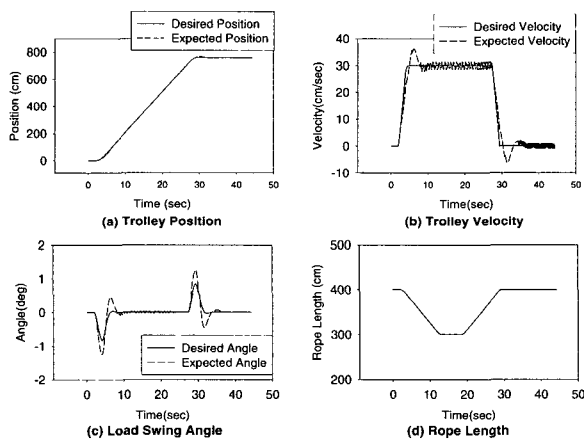 Desired Position
Expected Position
800
600
400
200
0
Position (cm)
0 10 20 30 40 50
Time (sec)
(a) Trolley Position
Desired Velocity
Expected Velocity
40
30
20
10
0
-10
Velocity(cm/sec)
0 10 20 30 40 50
Time(sec)
(b) Trolley Velocity
2
1
0
-1
-2
Angle(deg)
Desired Angle
Expected Angle
0 10 20 30 40 50
Time(sec)
(c) Load Swing Angle
500
400
300
200
Rope Length (cm)
0 10 20 30 40 50
Time(sec)
(d) Rope Length